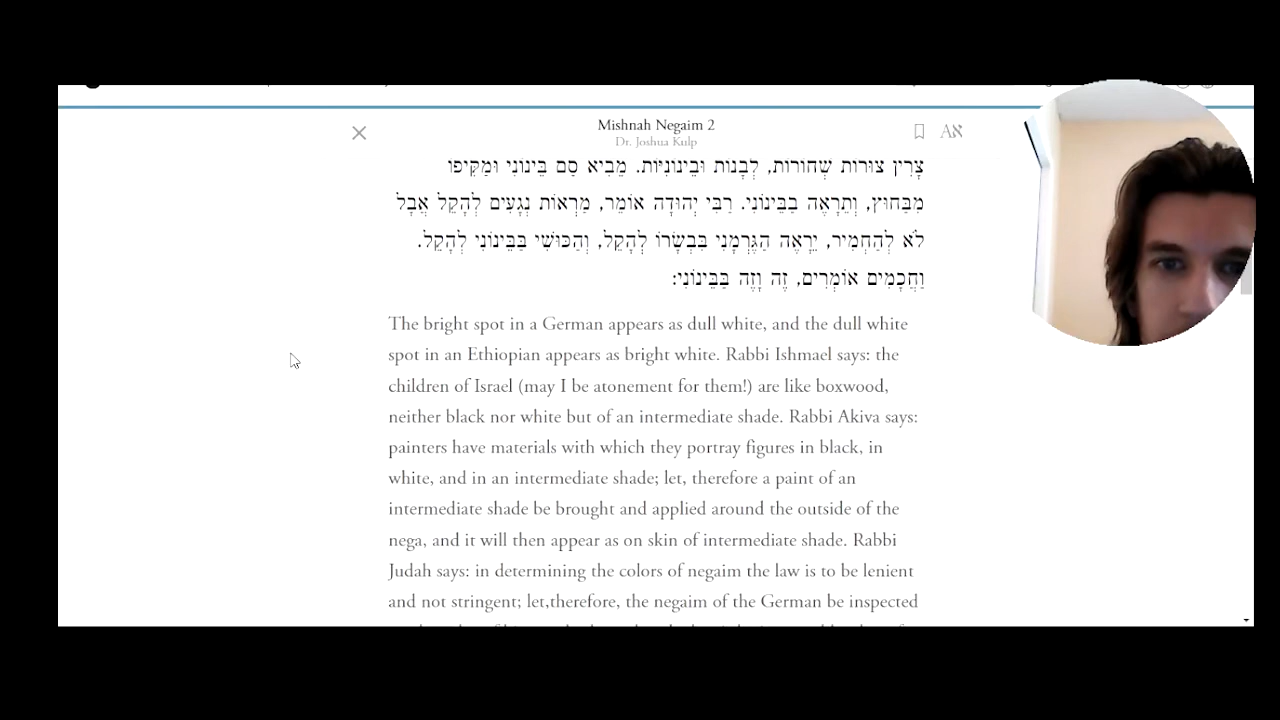 Mishnah Negaim 2
Dr. Joshua Kulp
צָרִין צוּרוֹת שְׁחוֹרוֹת, לְבָנוֹת וּבֵינוֹנִיּוֹת. מֵבִיא סַם בֵּינוֹנִי וּמַקִּיפוֹ
מִבַּחוּץ, וְתֵרָאֶה בַבֵּינוֹנִי. רַבִּי יְהוּדָה אוֹמֵר, מַרְאוֹת נְגָעִים לְהָקֵל אֲבָל
לֹא לְהַחְמִיר, יֵרָאֶה הַגֶּרְמָנִי בִּבְשָׂרוֹ לְהָקֵל, וְהַכּוּשִׁי בַּבֵּינוֹנִי לְהָקֵל.
וַחֲכָמִים אוֹמְרִים, זֶה וָזֶה בַּבֵּינוֹנִי:
The bright spot in a German appears as dull white, and the dull white
spot in an Ethiopian appears as bright white. Rabbi Ishmael says: the
children of Israel (may I be atonement for them!) are like boxwood,
neither black nor white but of an intermediate shade. Rabbi Akiva says:
painters have materials with which they portray figures in black, in
white, and in an intermediate shade; let, therefore a paint of an
intermediate shade be brought and applied around the outside of the
nega, and it will then appear as on skin of intermediate shade. Rabbi
Judah says: in determining the colors of negaim the law is to be lenient
and not stringent; let,therefore, the negaim of the German be inspected